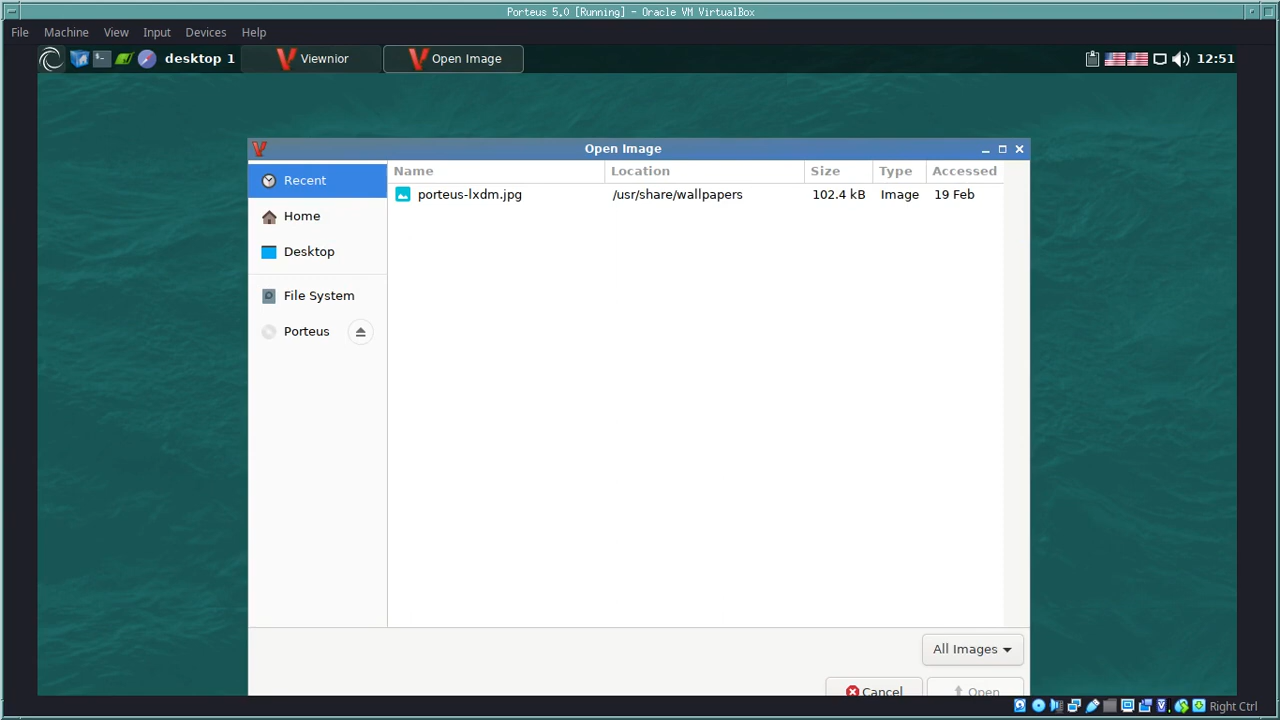 Porteus 5.0 [Running] - Oracle VM VirtualBox
File Machine View Input Devices Help
desktop 1 Viewnior Open Image 12:51
Open Image
Name Location Size Type Accessed
Recent
porteus-lxdm.jpg /usr/share/wallpapers 102.4 kB Image 19 Feb
Home
Desktop
File System
Porteus
All Images
Cancel Open
Right Ctrl